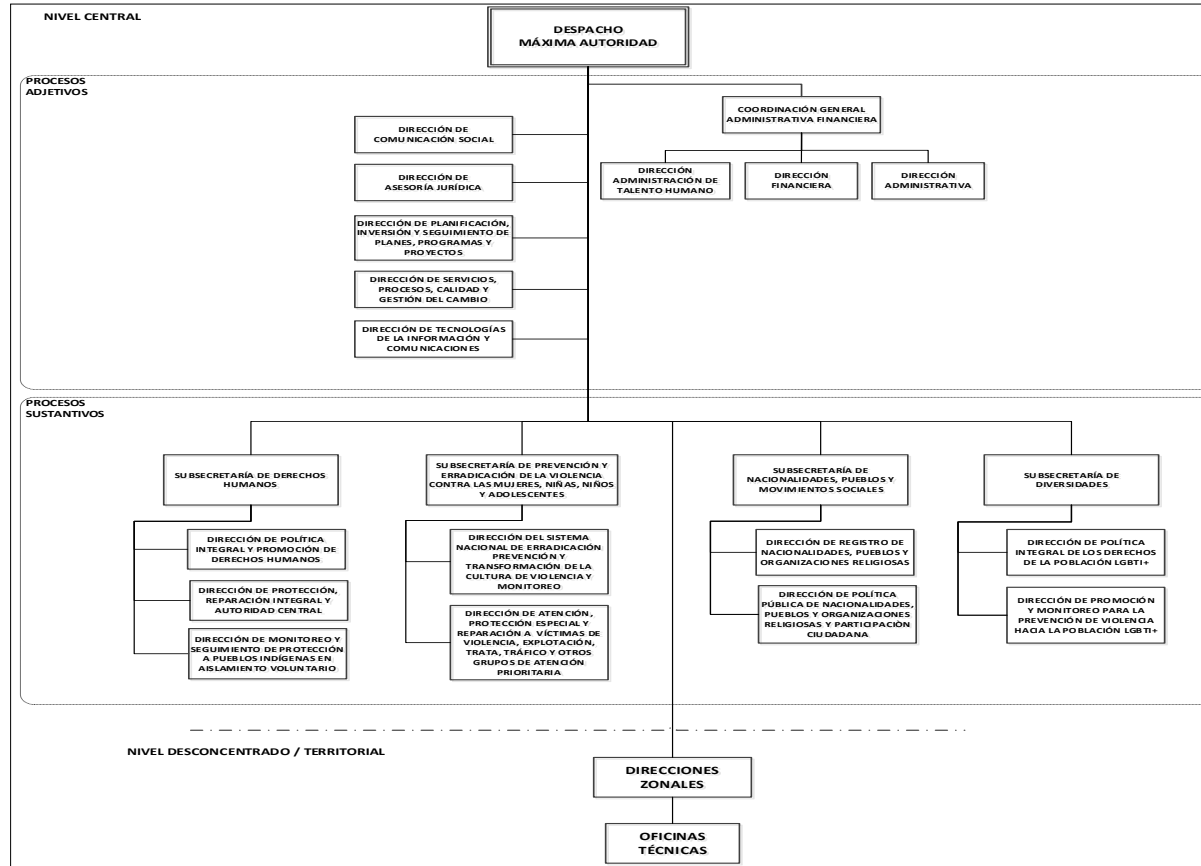 NIVEL CENTRAL
DESPACHO
MÁXIMA AUTORIDAD
PROCESOS
ADJETIVOS
COORDINACIÓN GENERAL
ADMINISTRATIVA FINANCIERA
DIRECCIÓN DE
COMUNICACIÓN SOCIAL
DIRECCIÓN
ADMINISTRACIÓN DE
TALENTO HUMANO
DIRECCIÓN
FINANCIERA
DIRECCIÓN
ADMINISTRATIVA
DIRECCIÓN DE
ASESORÍA JURÍDICA
DIRECCIÓN DE PLANIFICACIÓN,
INVERSIÓN Y SEGUIMIENTO DE
PLANES, PROGRAMAS Y
PROYECTOS
DIRECCIÓN DE SERVICIOS,
PROCESOS, CALIDAD Y
GESTIÓN DEL CAMBIO
DIRECCIÓN DE TECNOLOGÍAS
DE LA INFORMACIÓN Y
COMUNICACIONES
PROCESOS
SUSTANTIVOS
SUBSECRETARÍA DE DERECHOS
HUMANOS
DIRECCIÓN DE POLÍTICA
INTEGRAL Y PROMOCIÓN DE
DERECHOS HUMANOS
DIRECCIÓN DE PROTECCIÓN,
REPARACIÓN INTEGRAL Y
AUTORIDAD CENTRAL
DIRECCIÓN DE MONITOREO Y
SEGUIMIENTO DE PROTECCIÓN
A PUEBLOS INDÍGENAS EN
AISLAMIENTO VOLUNTARIO
SUBSECRETARÍA DE PREVENCIÓN Y
ERRADICACIÓN DE LA VIOLENCIA
CONTRA LAS MUJERES, NIÑAS, NIÑOS
Y ADOLESCENTES
DIRECCIÓN DEL SISTEMA
NACIONAL DE ERRADICACIÓN
PREVENCIÓN Y
TRANSFORMACIÓN DE LA
CULTURA DE VIOLENCIA Y
MONITOREO
DIRECCIÓN DE ATENCIÓN,
PROTECCIÓN ESPECIAL Y
REPARACIÓN A VÍCTIMAS DE
VIOLENCIA, EXPLOTACIÓN,
TRATA, TRÁFICO Y OTROS
GRUPOS DE ATENCIÓN
PRIORITARIA
SUBSECRETARÍA DE
NACIONALIDADES, PUEBLOS Y
MOVIMIENTOS SOCIALES
DIRECCIÓN DE REGISTRO DE
NACIONALIDADES, PUEBLOS Y
ORGANIZACIONES RELIGIOSAS
DIRECCIÓN DE POLÍTICA
PÚBLICA DE NACIONALIDADES,
PUEBLOS Y ORGANIZACIONES
RELIGIOSAS Y PARTICIPACIÓN
CIUDADANA
SUBSECRETARÍA DE
DIVERSIDADES
DIRECCIÓN DE POLÍTICA
INTEGRAL DE LOS DERECHOS
DE LA POBLACIÓN LGBTI+
DIRECCIÓN DE PROMOCIÓN
Y MONITOREO PARA LA
PREVENCIÓN DE VIOLENCIA
HACIA LA POBLACIÓN LGBTI+
NIVEL DESCONCENTRADO / TERRITORIAL
DIRECCIONES
ZONALES
OFICINAS
TÉCNICAS